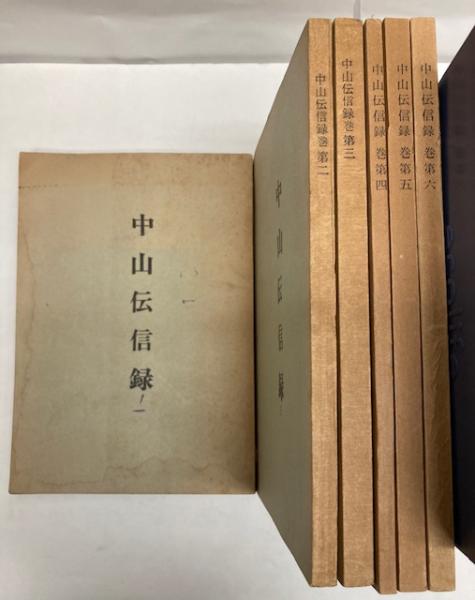 中山伝信録
一
中山伝信録
中山伝信録巻第二
中山伝信録巻第三
中山伝信録 巻第四
中山伝信録 巻第五
中山伝信録 巻第六